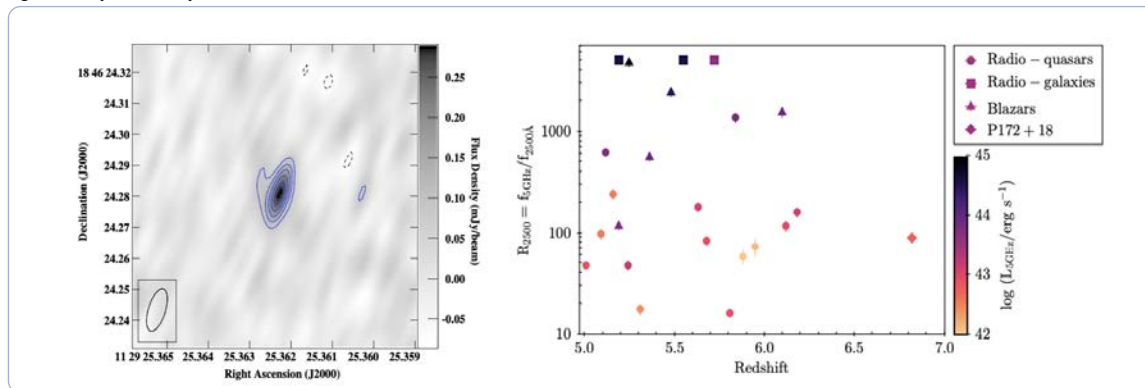 18 46 24.32
24.31
24.30
24.29
24.28
24.27
24.26
24.25
24.24
Declination (J2000)
11 29 25.365 25.364 25.363 25.362 25.361 25.360 25.359
Right Ascension (J2000)
0.25
0.20
0.15
0.10
0.05
0.00
-0.05
Flux Density (mJy/beam)
R2500 = f5GHz/f2500Å
1000
100
10
5.0 5.5 6.0 6.5 7.0
Redshift
Radio – quasars
Radio – galaxies
Blazars
P172 + 18
45
44
43
42
log (L5GHz/erg s−1)